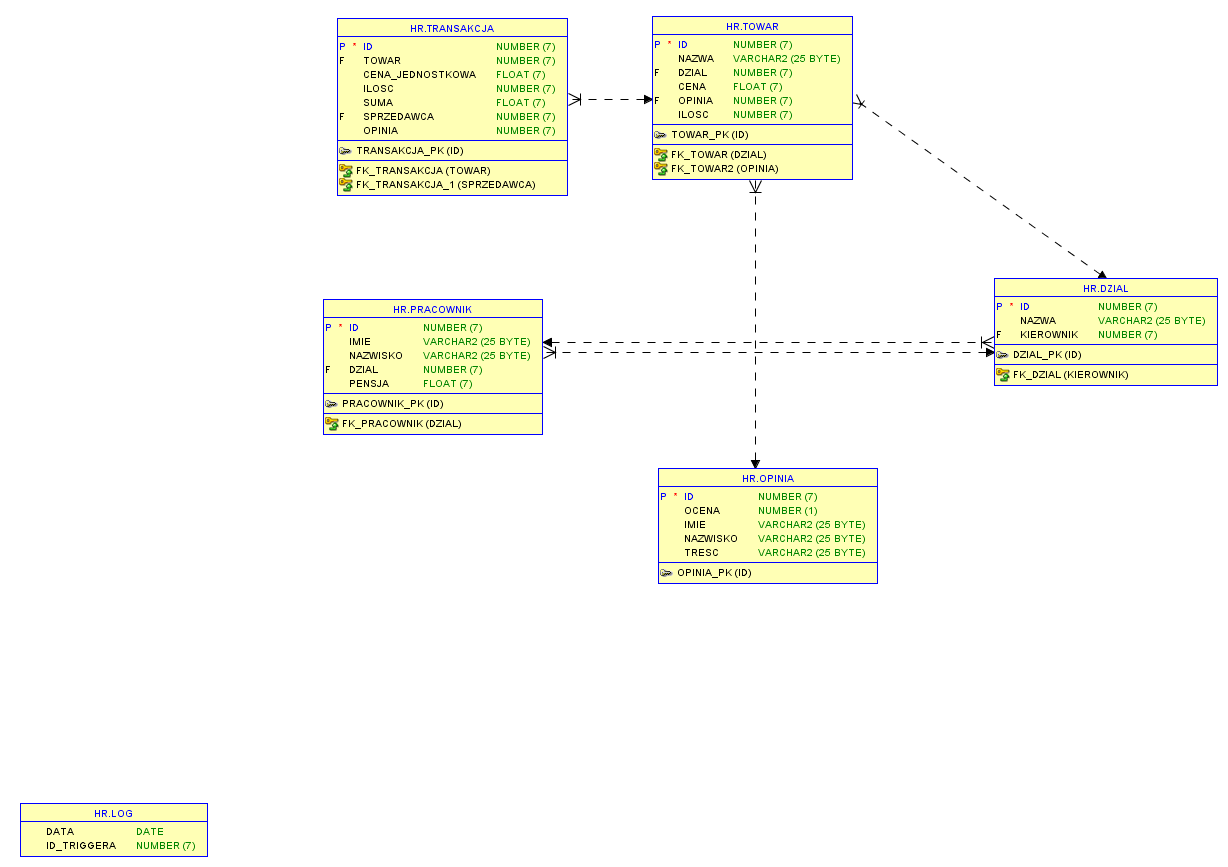 HR.TRANSAKCJA
P * ID NUMBER (7)
F TOWAR NUMBER (7)
CENA_JEDNOSTKOWA FLOAT (7)
ILOSC NUMBER (7)
SUMA FLOAT (7)
F SPRZEDAWCA NUMBER (7)
OPINIA NUMBER (7)
TRANSAKCJA_PK (ID)
FK_TRANSAKCJA (TOWAR)
FK_TRANSAKCJA_1 (SPRZEDAWCA)
HR.TOWAR
P * ID NUMBER (7)
NAZWA VARCHAR2 (25 BYTE)
F DZIAL NUMBER (7)
CENA FLOAT (7)
F OPINIA NUMBER (7)
ILOSC NUMBER (7)
TOWAR_PK (ID)
FK_TOWAR (DZIAL)
FK_TOWAR2 (OPINIA)
HR.DZIAL
P * ID NUMBER (7)
NAZWA VARCHAR2 (25 BYTE)
F KIEROWNIK NUMBER (7)
DZIAL_PK (ID)
FK_DZIAL (KIEROWNIK)
HR.PRACOWNIK
P * ID NUMBER (7)
IMIE VARCHAR2 (25 BYTE)
NAZWISKO VARCHAR2 (25 BYTE)
F DZIAL NUMBER (7)
PENSJA FLOAT (7)
PRACOWNIK_PK (ID)
FK_PRACOWNIK (DZIAL)
HR.OPINIA
P * ID NUMBER (7)
OCENA NUMBER (1)
IMIE VARCHAR2 (25 BYTE)
NAZWISKO VARCHAR2 (25 BYTE)
TRESC VARCHAR2 (25 BYTE)
OPINIA_PK (ID)
HR.LOG
DATA DATE
ID_TRIGGERA NUMBER (7)